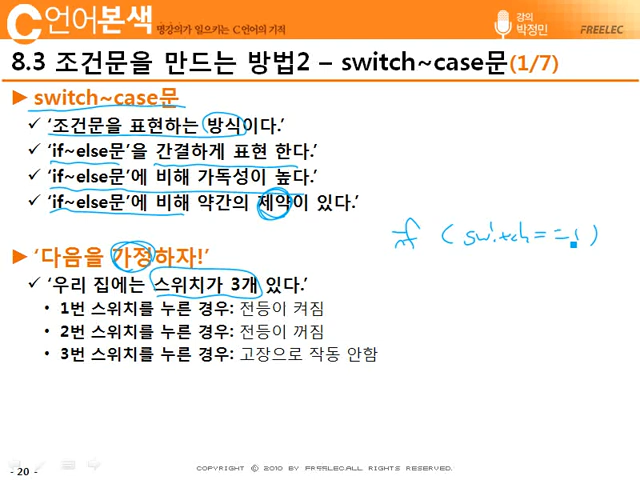 C언어본색 명강의가 일으키는 C 언어의 기적
강의 박정민
FREELEC
8.3 조건문을 만드는 방법2 – switch~case문(1/7)
▶ switch~case문
✓ '조건문을 표현하는 방식이다.'
✓ 'if~else문'을 간결하게 표현 한다.'
✓ 'if~else문'에 비해 가독성이 높다.'
✓ 'if~else문'에 비해 약간의 제약이 있다.'
if (switch==1)
▶ '다음을 가정하자!'
✓ '우리 집에는 스위치가 3개 있다.'
• 1번 스위치를 누른 경우: 전등이 켜짐
• 2번 스위치를 누른 경우: 전등이 꺼짐
• 3번 스위치를 누른 경우: 고장으로 작동 안함
- 20 -
COPYRIGHT © 2010 BY FREELEC.ALL RIGHTS RESERVED.